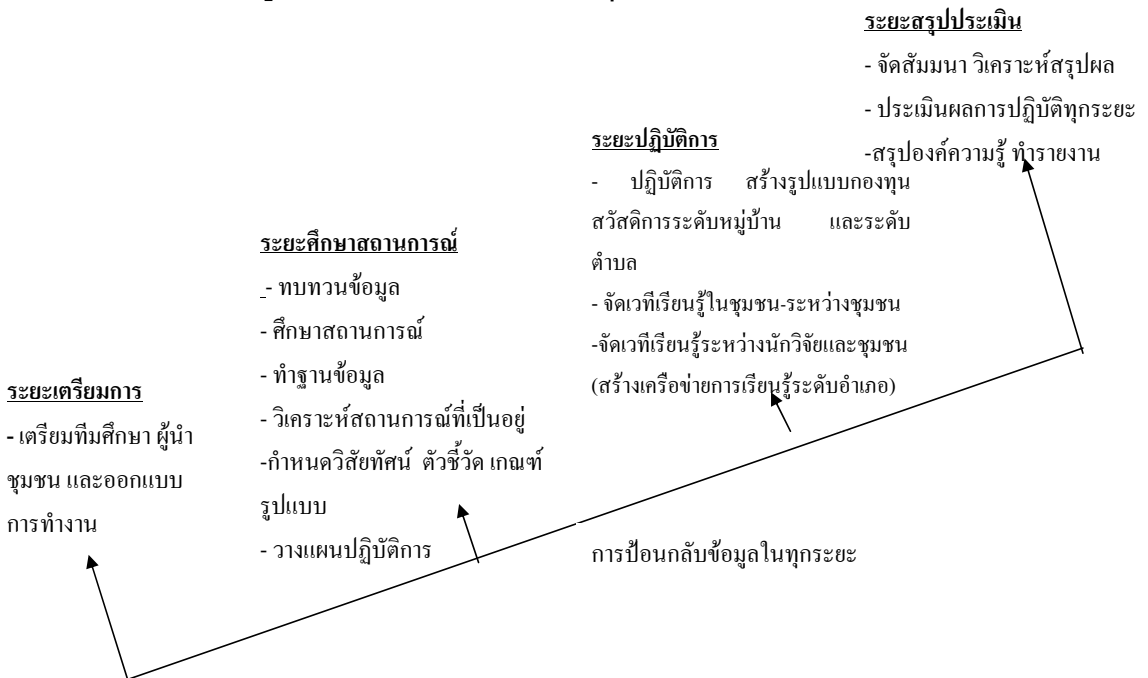 ระยะเตรียมการ
- เตรียมทีมศึกษา ผู้นำ
ชุมชน และออกแบบ
การทำงาน
ระยะศึกษาสถานการณ์
- ทบทวนข้อมูล
- ศึกษาสถานการณ์
- ทำฐานข้อมูล
- วิเคราะห์สถานการณ์ที่เป็นอยู่
-กำหนดวิสัยทัศน์ ตัวชี้วัด เกณฑ์
รูปแบบ
- วางแผนปฏิบัติการ
ระยะปฏิบัติการ
- ปฏิบัติการ สร้างรูปแบบกองทุน
สวัสดิการระดับหมู่บ้าน และระดับ
ตำบล
- จัดเวทีเรียนรู้ในชุมชน-ระหว่างชุมชน
-จัดเวทีเรียนรู้ระหว่างนักวิจัยและชุมชน
(สร้างเครือข่ายการเรียนรู้ระดับอำเภอ)
ระยะสรุปประเมิน
- จัดสัมมนา วิเคราะห์สรุปผล
- ประเมินผลการปฏิบัติทุกระยะ
-สรุปองค์ความรู้ ทำรายงาน
การป้อนกลับข้อมูลในทุกระยะ